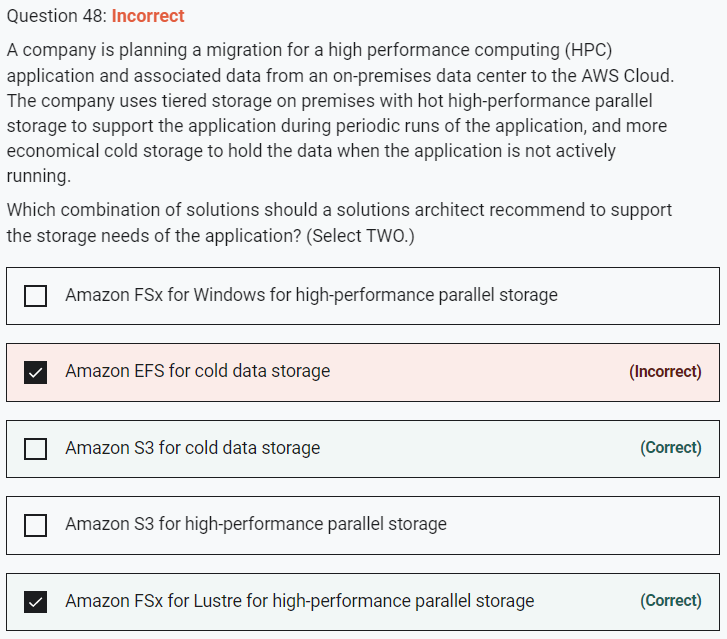 Question 48: Incorrect
A company is planning a migration for a high performance computing (HPC)
application and associated data from an on-premises data center to the AWS Cloud.
The company uses tiered storage on premises with hot high-performance parallel
storage to support the application during periodic runs of the application, and more
economical cold storage to hold the data when the application is not actively
running.
Which combination of solutions should a solutions architect recommend to support
the storage needs of the application? (Select TWO.)
Amazon FSx for Windows for high-performance parallel storage
Amazon EFS for cold data storage (Incorrect)
Amazon S3 for cold data storage (Correct)
Amazon S3 for high-performance parallel storage
Amazon FSx for Lustre for high-performance parallel storage (Correct)